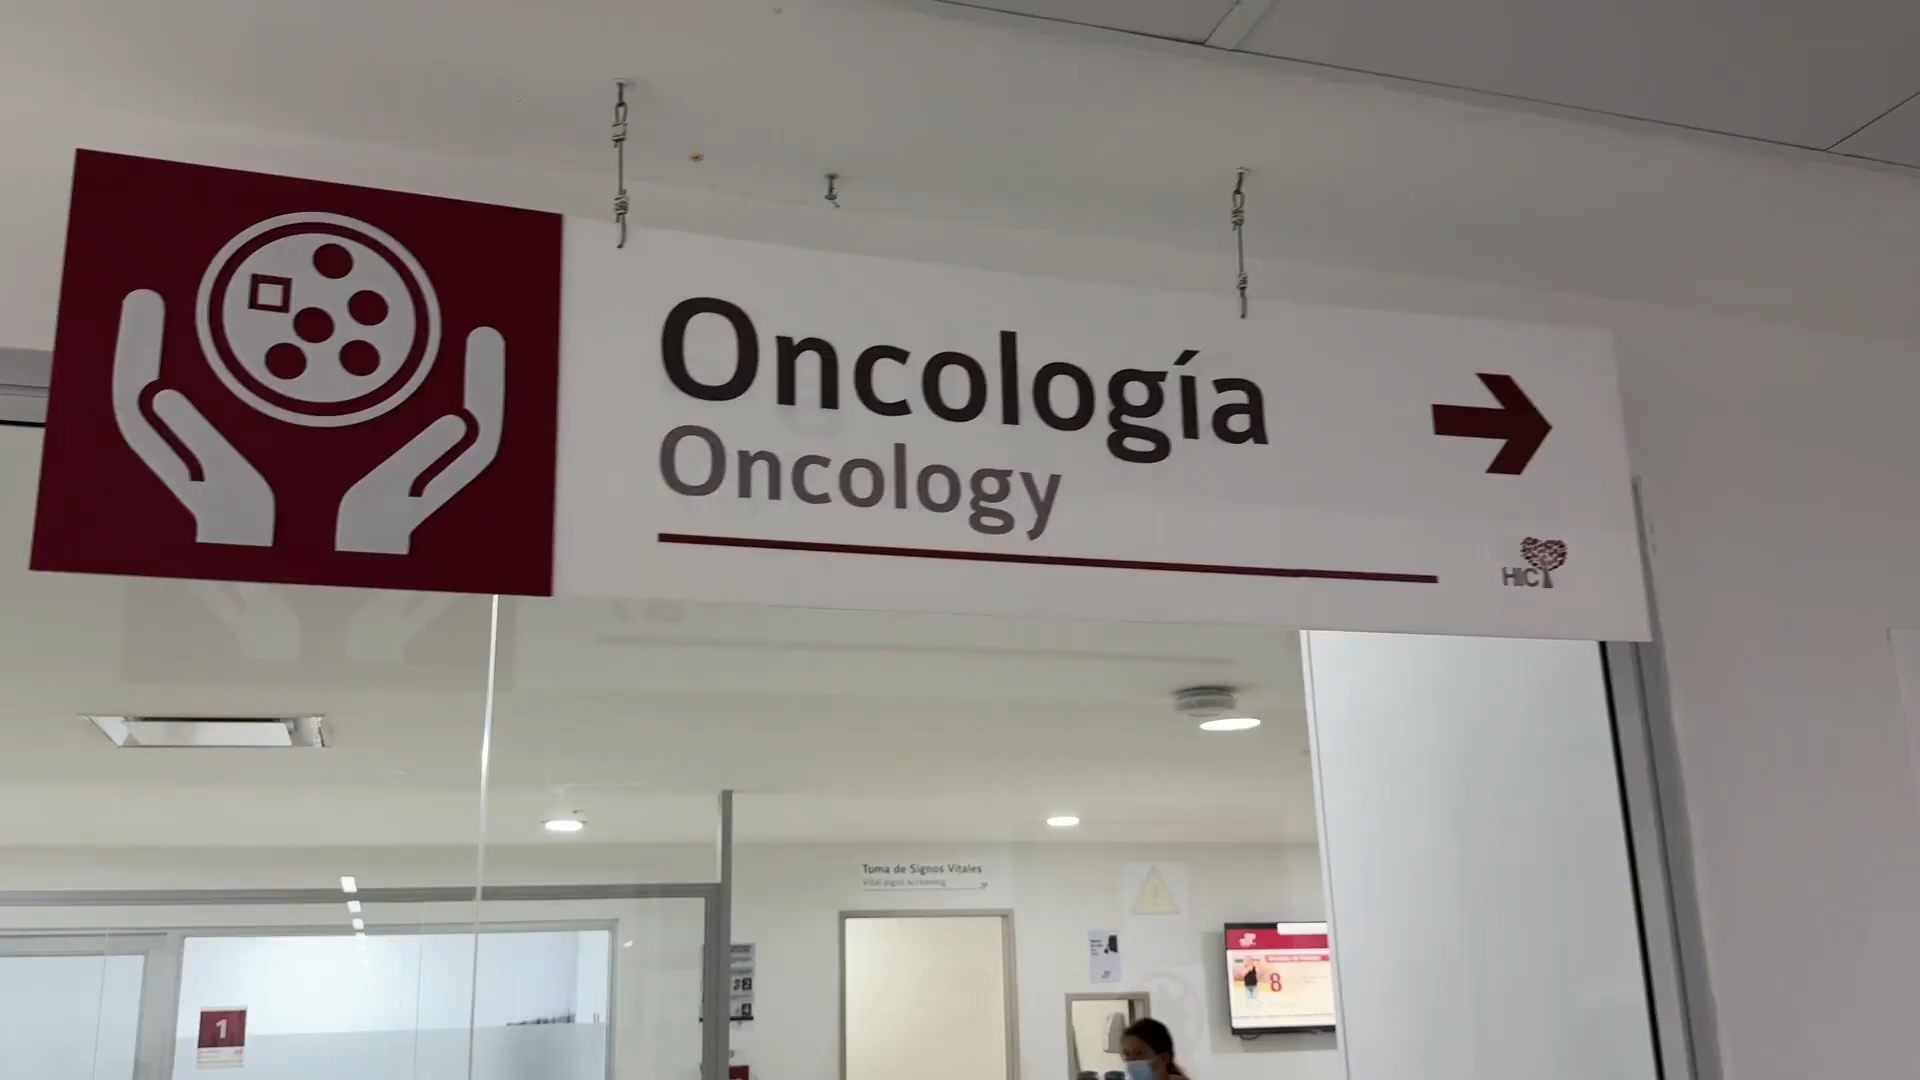 Oncología
Oncology
HIC
Toma de Signos Vitales
Vital signs screening
8
1